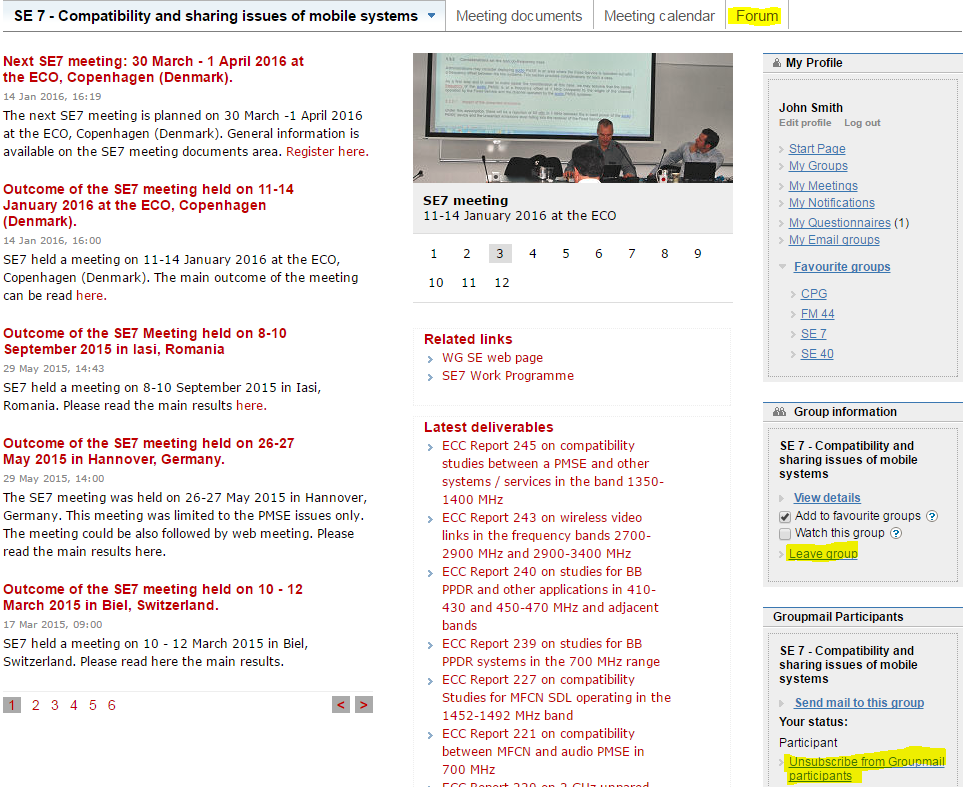 SE 7 - Compatibility and sharing issues of mobile systems
Meeting documents
Meeting calendar
Forum
Next SE7 meeting: 30 March - 1 April 2016 at
the ECO, Copenhagen (Denmark).
14 Jan 2016, 16:19
The next SE7 meeting is planned on 30 March -1 April 2016
at the ECO, Copenhagen (Denmark). General information is
available on the SE7 meeting documents area. Register here.
Outcome of the SE7 meeting held on 11-14
January 2016 at the ECO, Copenhagen
(Denmark).
14 Jan 2016, 16:00
SE7 held a meeting on 11-14 January 2016 at the ECO,
Copenhagen (Denmark). The main outcome of the meeting
can be read here.
Outcome of the SE7 Meeting held on 8-10
September 2015 in Iasi, Romania
29 May 2015, 14:43
SE7 held a meeting on 8-10 September 2015 in Iasi,
Romania. Please read the main results here.
Outcome of the SE7 meeting held on 26-27
May 2015 in Hannover, Germany.
29 May 2015, 14:00
The SE7 meeting was held on 26-27 May 2015 in Hannover,
Germany. This meeting was limited to the PMSE issues only.
The meeting could be also followed by web meeting. Please
read the main results here.
Outcome of the SE7 meeting held on 10 - 12
March 2015 in Biel, Switzerland.
17 Mar 2015, 09:00
SE7 held a meeting on 10 - 12 March 2015 in Biel,
Switzerland. Please read here the main results.
1 2 3 4 5 6 < >
SE7 meeting
11-14 January 2016 at the ECO
1 2 3 4 5 6 7 8 9
10 11 12
Related links
WG SE web page
SE7 Work Programme
Latest deliverables
ECC Report 245 on compatibility
studies between a PMSE and other
systems / services in the band 1350-
1400 MHz
ECC Report 243 on wireless video
links in the frequency bands 2700-
2900 MHz and 2900-3400 MHz
ECC Report 240 on studies for BB
PPDR and other applications in 410-
430 and 450-470 MHz and adjacent
bands
ECC Report 239 on studies for BB
PPDR systems in the 700 MHz range
ECC Report 227 on compatibility
Studies for MFCN SDL operating in the
1452-1492 MHz band
ECC Report 221 on compatibility
between MFCN and audio PMSE in
700 MHz
ECC Report 220 on 2 GHz unpaired
My Profile
John Smith
Edit profile Log out
Start Page
My Groups
My Meetings
My Notifications
My Questionnaires (1)
My Email groups
Favourite groups
CPG
FM 44
SE 7
SE 40
Group information
SE 7 - Compatibility and
sharing issues of mobile
systems
View details
Add to favourite groups ?
Watch this group ?
Leave group
Groupmail Participants
SE 7 - Compatibility and
sharing issues of mobile
systems
Send mail to this group
Your status:
Participant
Unsubscribe from Groupmail
participants